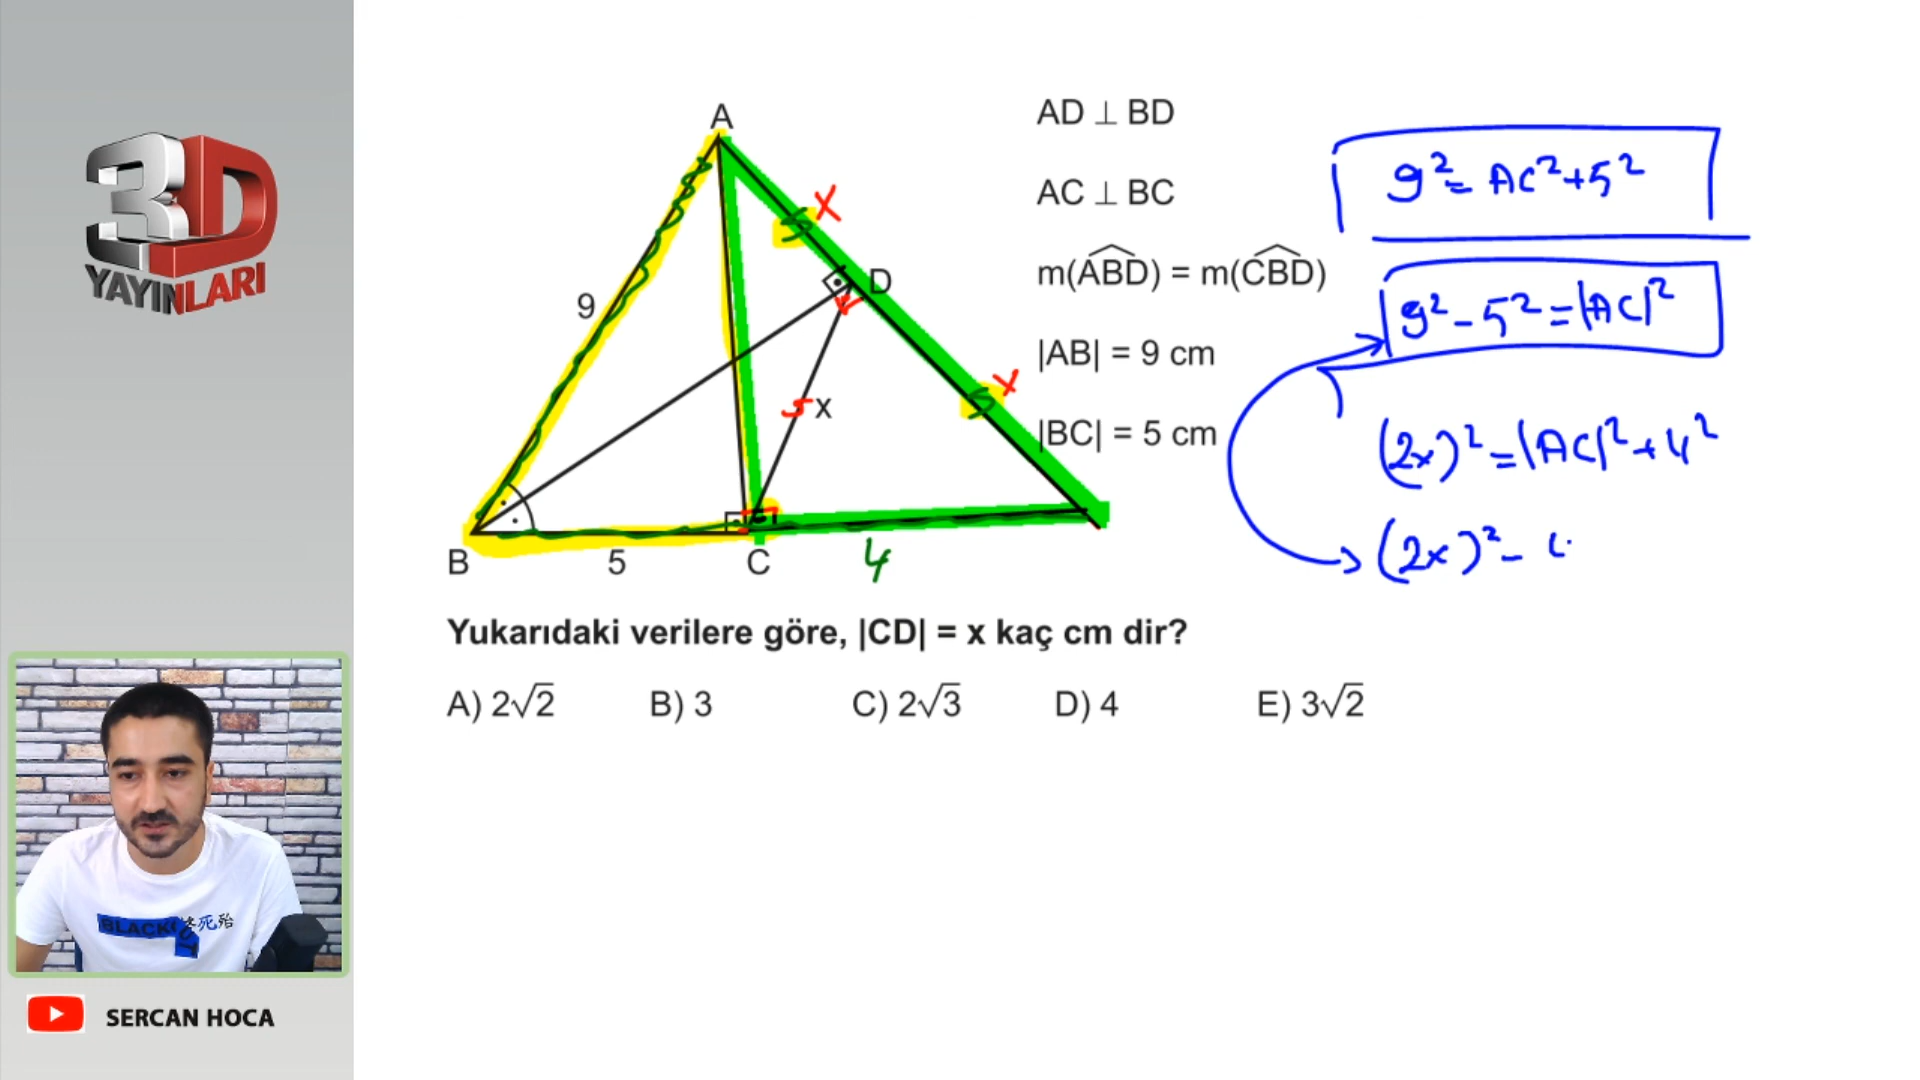 3D
YAYINLARI
A
X
S
D
9
5x
X
S
B
5
C
4
AD ⊥ BD
AC ⊥ BC
m(ABD) = m(CBD)
|AB| = 9 cm
|BC| = 5 cm
9² = AC² + 5²
9² - 5² = |AC|²
(2x)² = |AC|² + 4²
(2x)² -
Yukarıdaki verilere göre, |CD| = x kaç cm dir?
A) 2√2 B) 3 C) 2√3 D) 4 E) 3√2
SERCAN HOCA